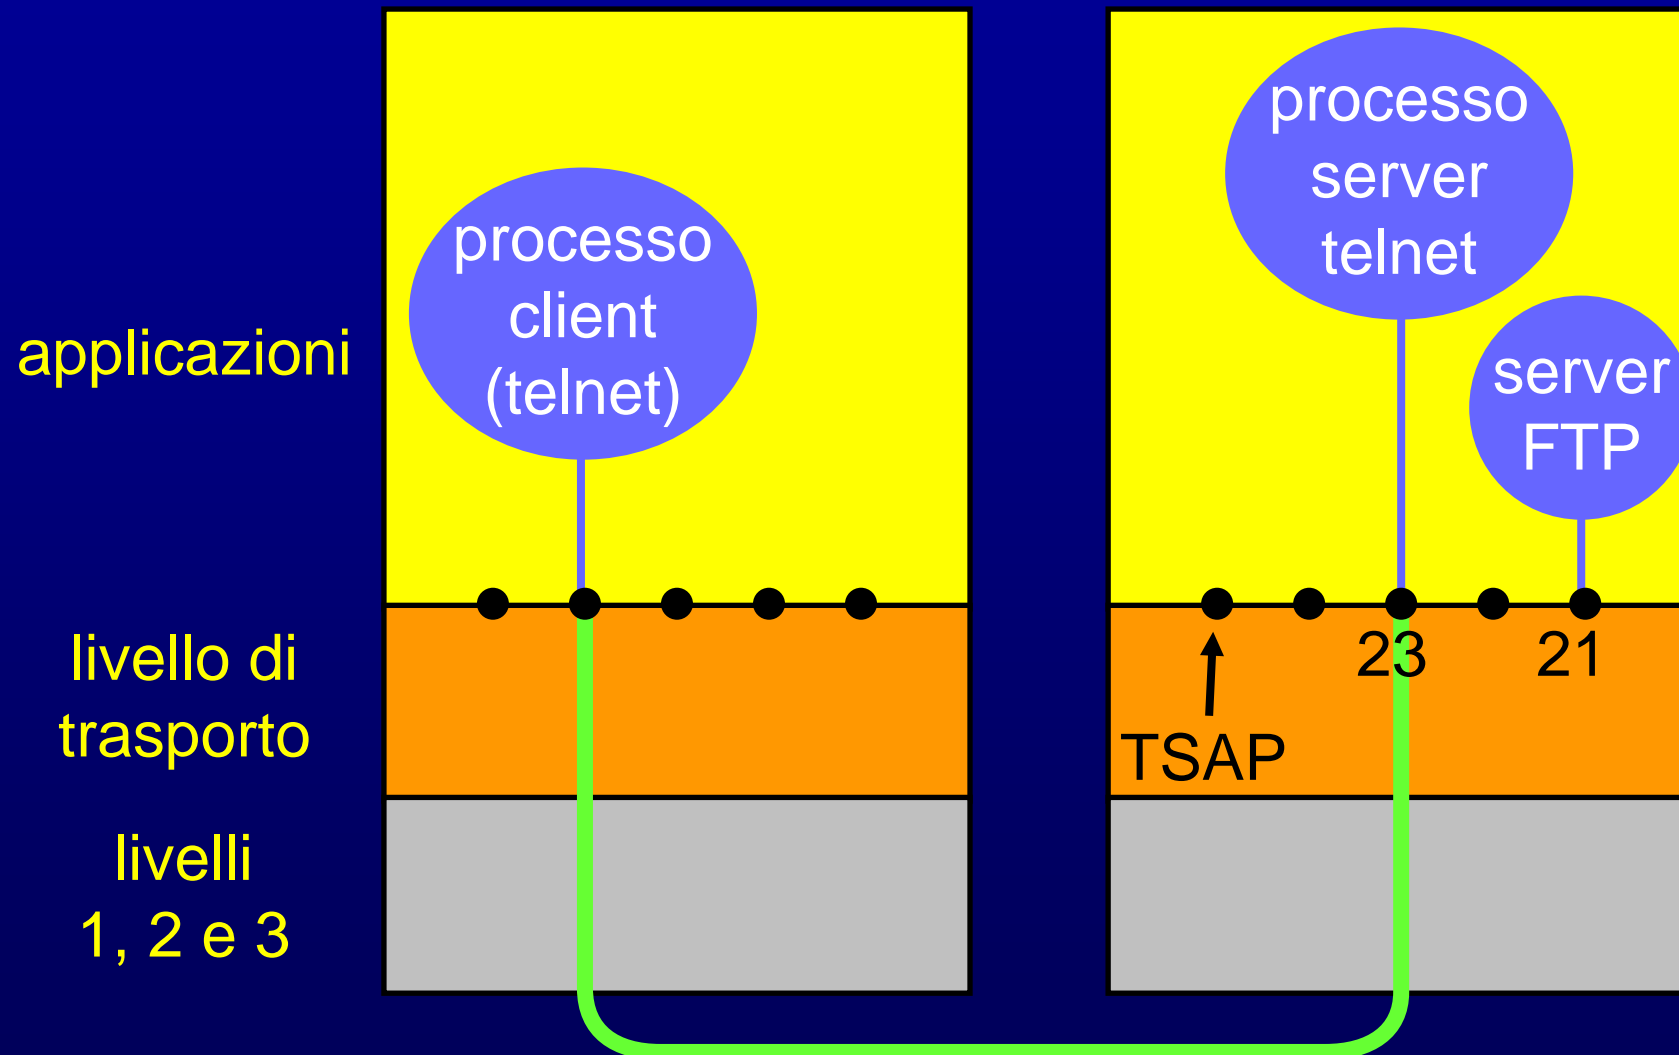 processo
server
telnet
processo
client
(telnet)
applicazioni
server
FTP
livello di
trasporto
23
21
TSAP
livelli
1, 2 e 3